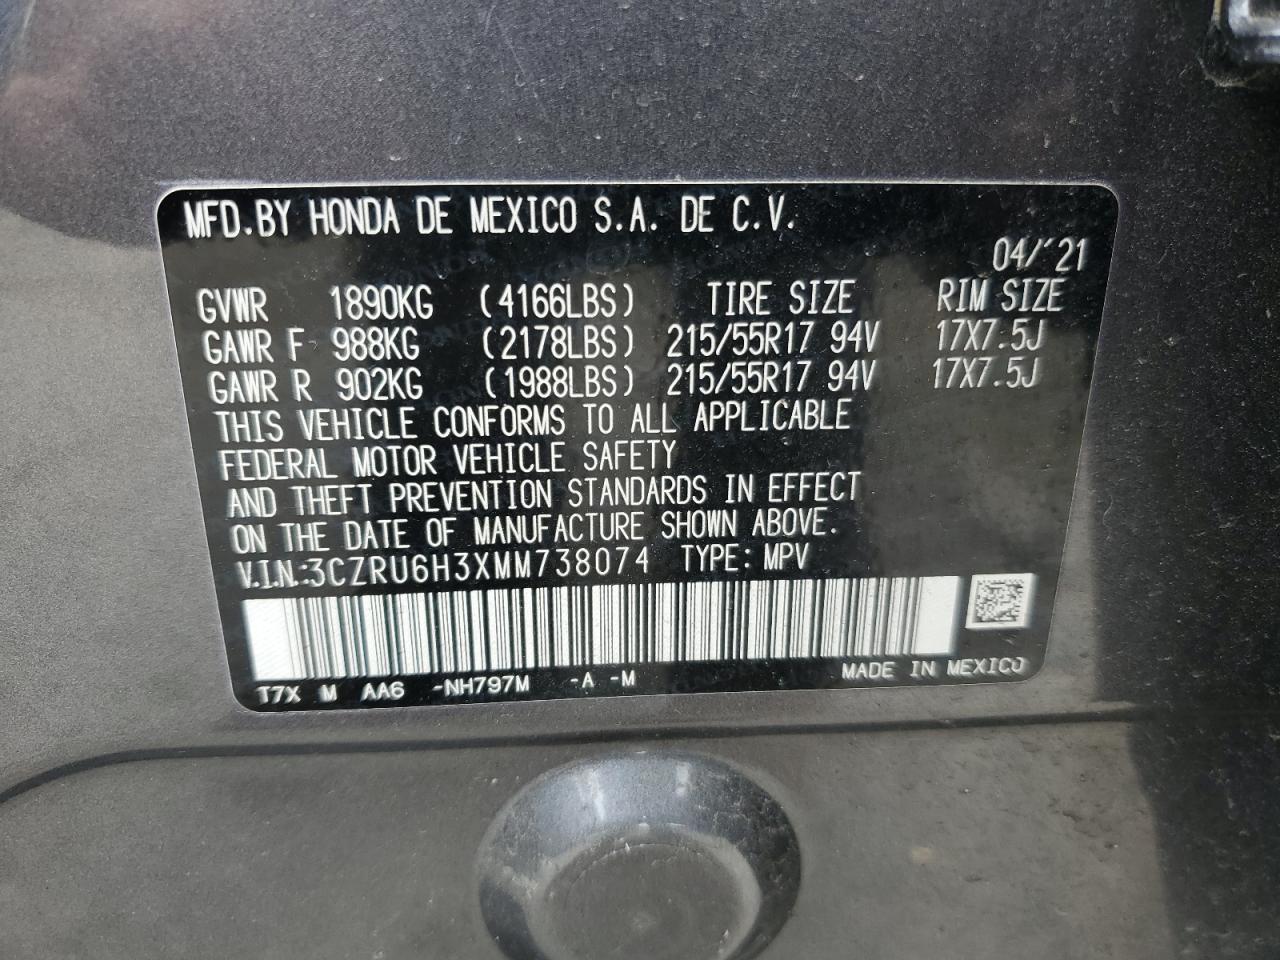 MFD.BY HONDA DE MEXICO S.A. DE C.V.
04/'21
GVWR 1890KG (4166LBS) TIRE SIZE RIM SIZE
GAWR F 988KG (2178LBS) 215/55R17 94V 17X7.5J
GAWR R 902KG (1988LBS) 215/55R17 94V 17X7.5J
THIS VEHICLE CONFORMS TO ALL APPLICABLE
FEDERAL MOTOR VEHICLE SAFETY
AND THEFT PREVENTION STANDARDS IN EFFECT
ON THE DATE OF MANUFACTURE SHOWN ABOVE.
V.I.N.:3CZRU6H3XMM738074 TYPE: MPV
T7X M AA6 -NH797M -A -M MADE IN MEXICO